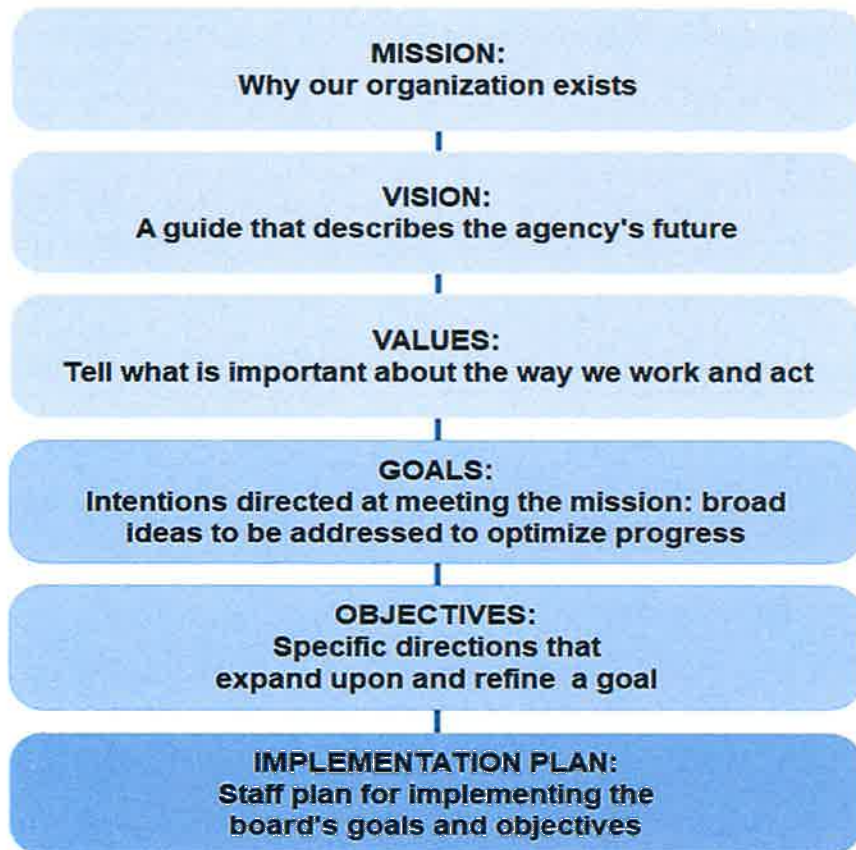 MISSION:
Why our organization exists
VISION:
A guide that describes the agency's future
VALUES:
Tell what is important about the way we work and act
GOALS:
Intentions directed at meeting the mission: broad
ideas to be addressed to optimize progress
OBJECTIVES:
Specific directions that
expand upon and refine a goal
IMPLEMENTATION PLAN:
Staff plan for implementing the
board's goals and objectives